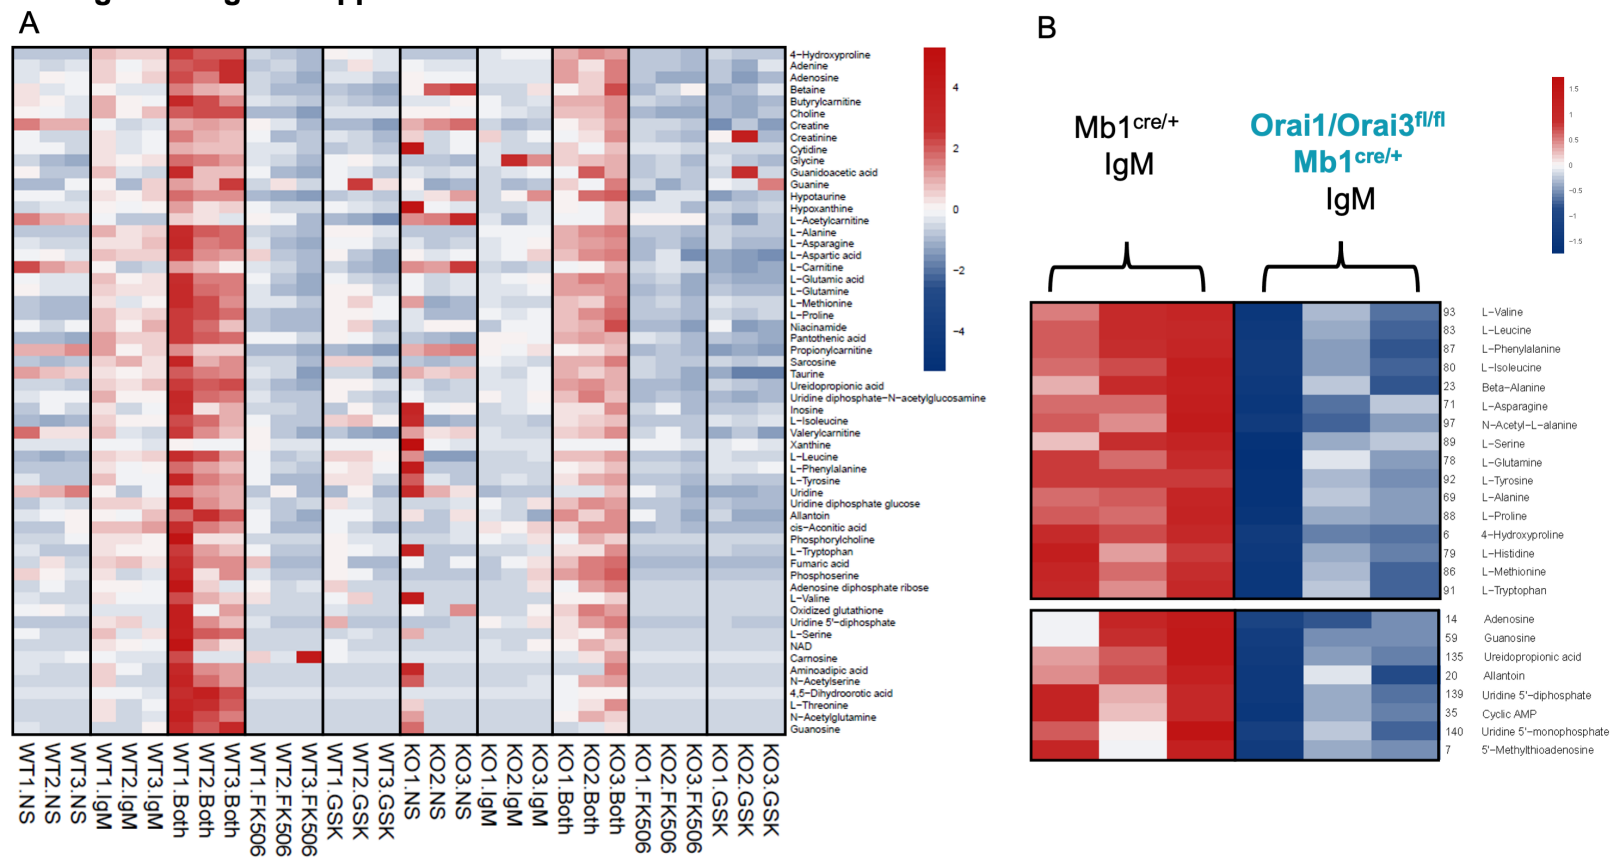 A
4−Hydroxyproline
Adenine
Adenosine
Betaine
Butyrylcarnitine
Choline
Creatine
Creatinine
Cytidine
Glycine
Guanidoacetic acid
Guanine
Hypotaurine
Hypoxanthine
L−Acetylcarnitine
L−Alanine
L−Asparagine
L−Aspartic acid
L−Carnitine
L−Glutamic acid
L−Glutamine
L−Methionine
L−Proline
Niacinamide
Pantothenic acid
Propionylcarnitine
Sarcosine
Taurine
Ureidopropionic acid
Uridine diphosphate−N−acetylglucosamine
Inosine
L−Isoleucine
Valerylcarnitine
Xanthine
L−Leucine
L−Phenylalanine
L−Tyrosine
Uridine
Uridine diphosphate glucose
Allantoin
cis−Aconitic acid
Phosphorylcholine
L−Tryptophan
Fumaric acid
Phosphoserine
Adenosine diphosphate ribose
L−Valine
Oxidized glutathione
Uridine 5'−diphosphate
L−Serine
NAD
Carnosine
Aminoadipic acid
N−Acetylserine
4,5−Dihydroorotic acid
L−Threonine
N−Acetylglutamine
Guanosine
4
2
0
−2
−4
WT1.NS
WT2.NS
WT3.NS
WT1.IgM
WT2.IgM
WT3.IgM
WT1.Both
WT2.Both
WT3.Both
WT1.FK506
WT2.FK506
WT3.FK506
WT1.GSK
WT2.GSK
WT3.GSK
KO1.NS
KO2.NS
KO3.NS
KO1.IgM
KO2.IgM
KO3.IgM
KO1.Both
KO2.Both
KO3.Both
KO1.FK506
KO2.FK506
KO3.FK506
KO1.GSK
KO2.GSK
KO3.GSK
B
Mb1cre/+
IgM
Orai1/Orai3fl/fl
Mb1cre/+
IgM
1.5
1
0.5
0
−0.5
−1
−1.5
93 L−Valine
83 L−Leucine
87 L−Phenylalanine
80 L−Isoleucine
23 Beta−Alanine
71 L−Asparagine
97 N−Acetyl−L−alanine
89 L−Serine
78 L−Glutamine
92 L−Tyrosine
69 L−Alanine
88 L−Proline
6 4−Hydroxyproline
79 L−Histidine
86 L−Methionine
91 L−Tryptophan
14 Adenosine
59 Guanosine
135 Ureidopropionic acid
20 Allantoin
139 Uridine 5'−diphosphate
35 Cyclic AMP
140 Uridine 5'−monophosphate
7 5'−Methylthioadenosine